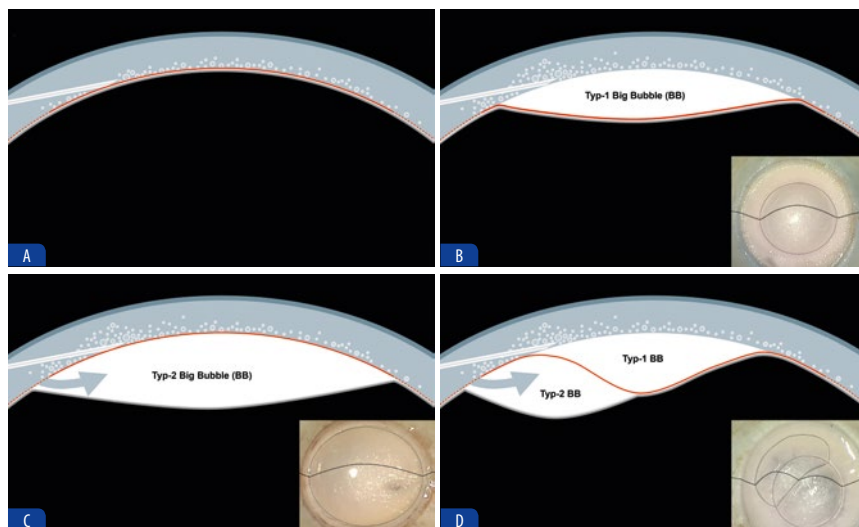 A
Typ-1 Big Bubble (BB)
B
Typ-2 Big Bubble (BB)
C
Typ-1 BB
Typ-2 BB
D